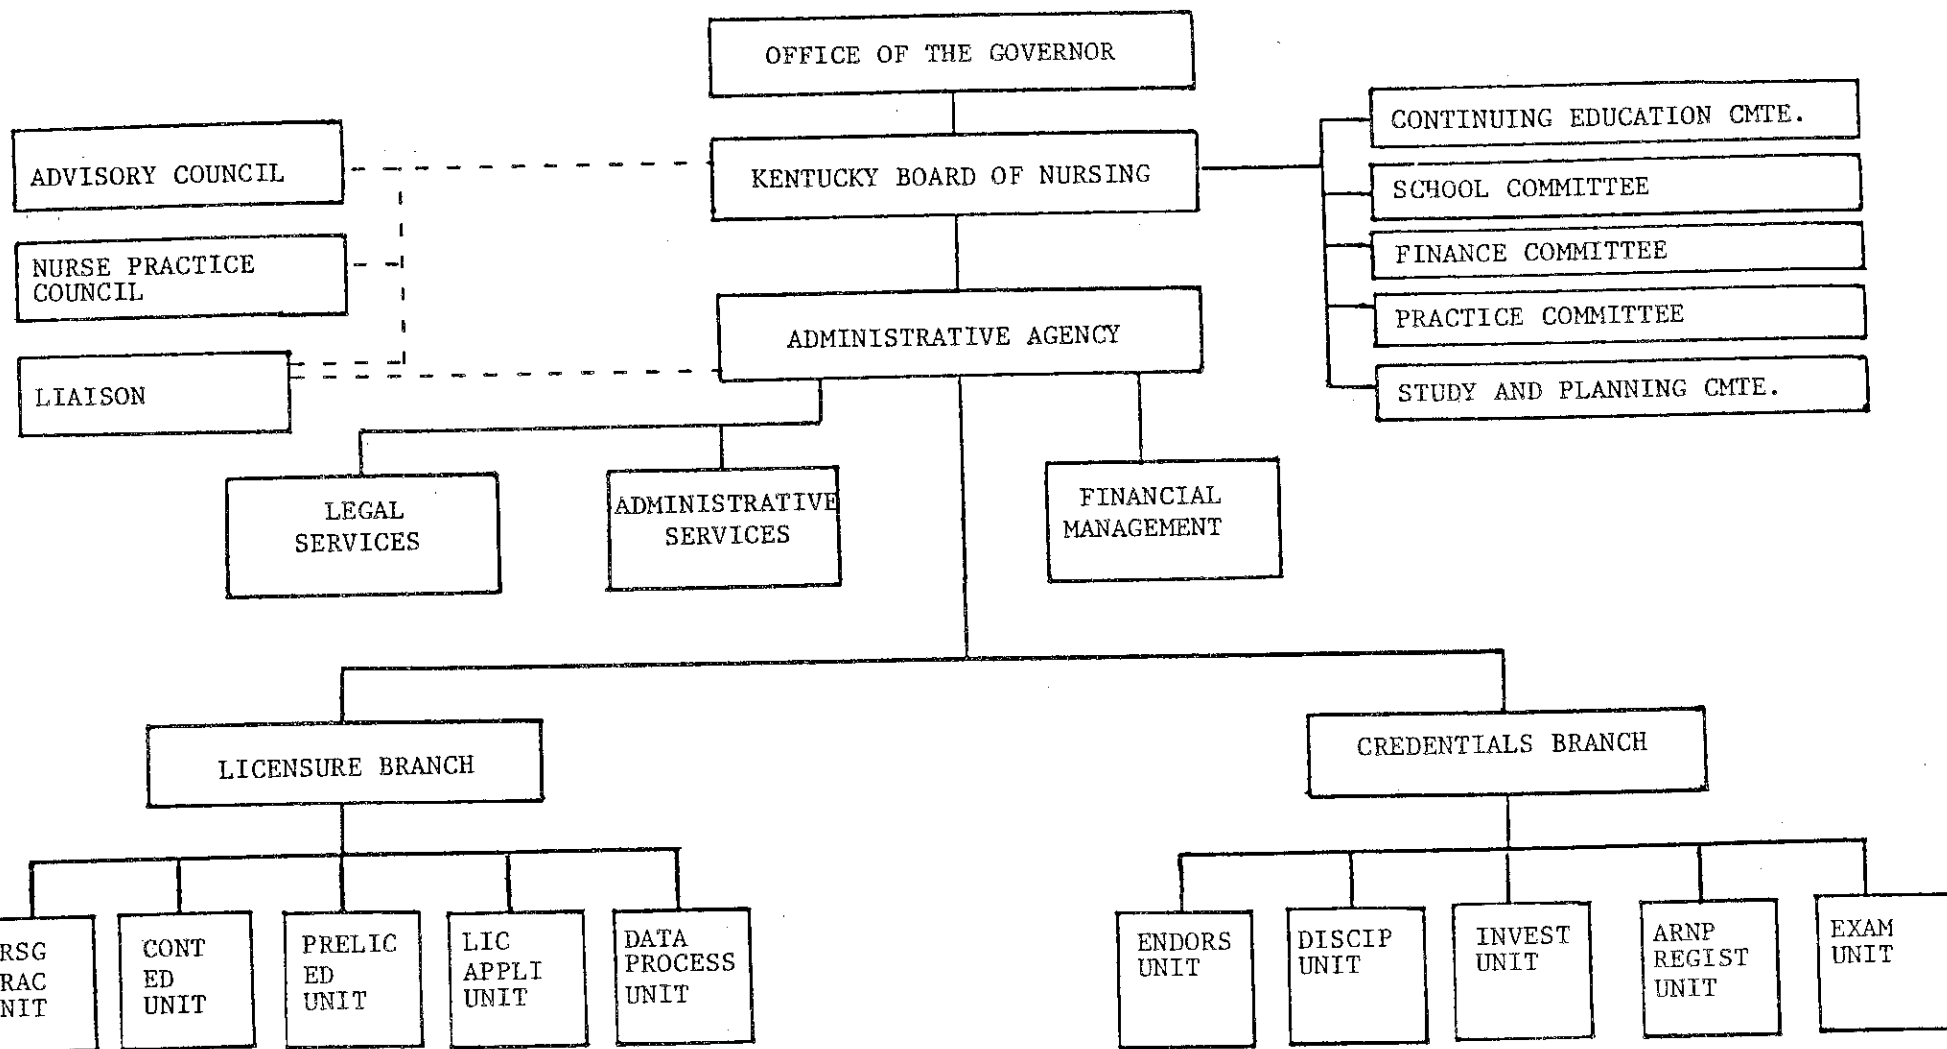 OFFICE OF THE GOVERNOR
CONTINUING EDUCATION CMTE.
ADVISORY COUNCIL
KENTUCKY BOARD OF NURSING
SCHOOL COMMITTEE
NURSE PRACTICE
COUNCIL
FINANCE COMMITTEE
ADMINISTRATIVE AGENCY
PRACTICE COMMITTEE
LIAISON
STUDY AND PLANNING CMTE.
LEGAL
SERVICES
ADMINISTRATIVE
SERVICES
FINANCIAL
MANAGEMENT
LICENSURE BRANCH
CREDENTIALS BRANCH
RSG
RAC
NIT
CONT
ED
UNIT
PRELIC
ED
UNIT
LIC
APPLI
UNIT
DATA
PROCESS
UNIT
ENDORS
UNIT
DISCIP
UNIT
INVEST
UNIT
ARNP
REGIST
UNIT
EXAM
UNIT